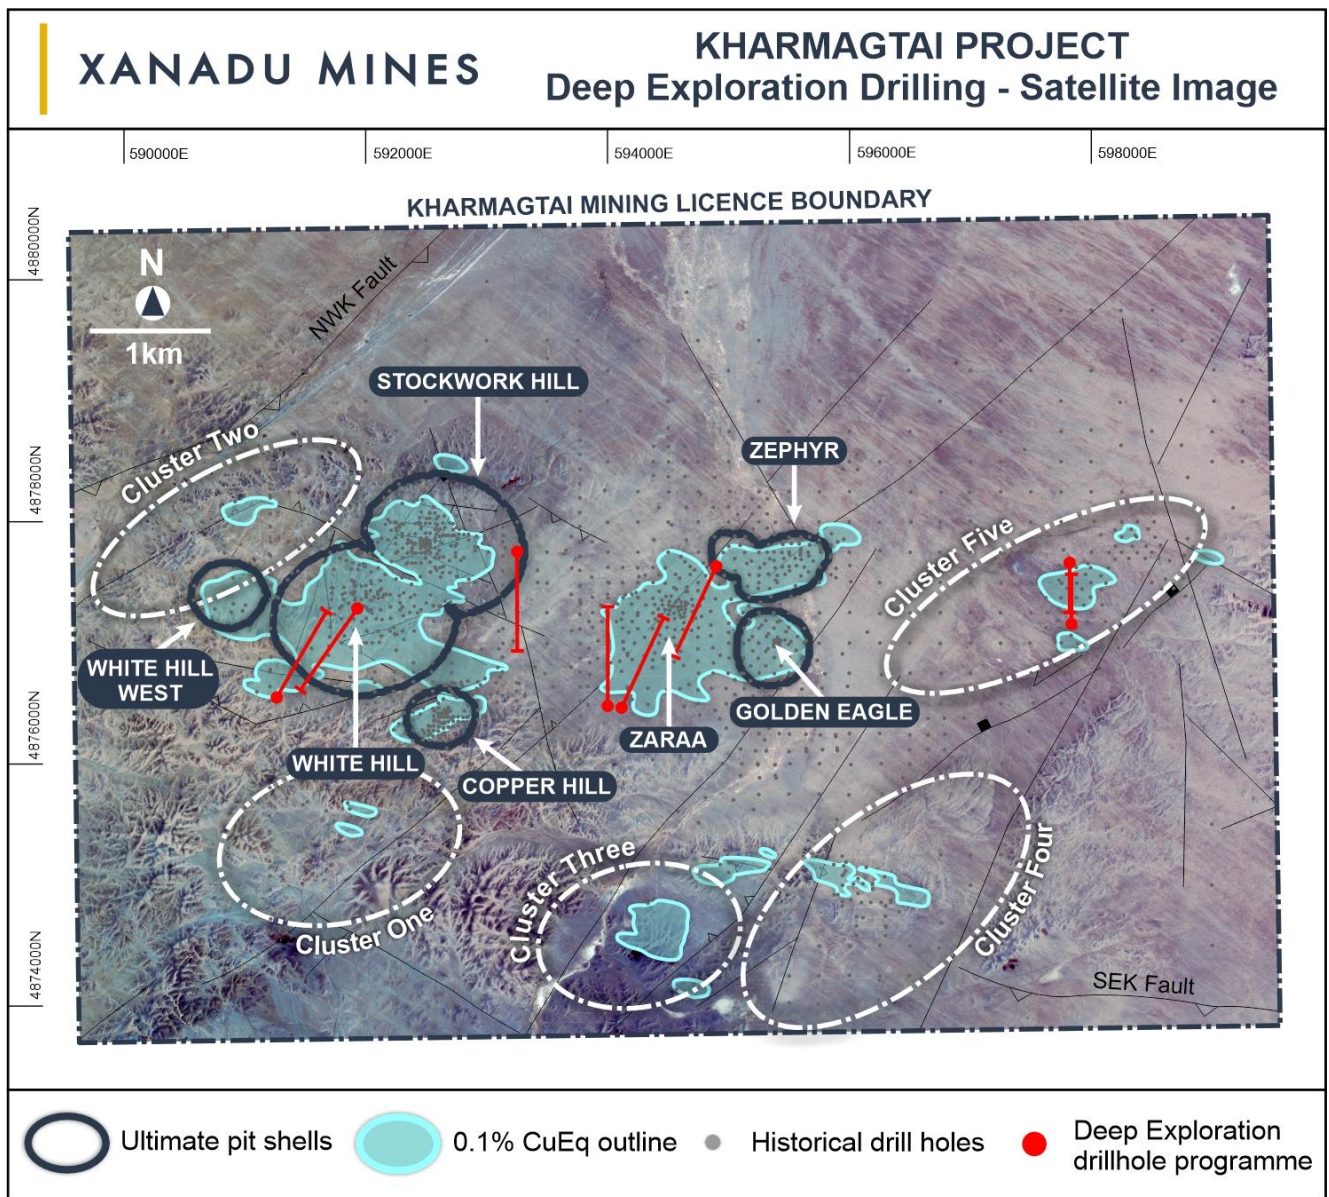 XANADU MINES
KHARMAGTAI PROJECT
Deep Exploration Drilling - Satellite Image
590000E
592000E
594000E
596000E
598000E
KHARMAGTAI MINING LICENCE BOUNDARY
4880000N
4878000N
4876000N
4874000N
N
1km
NWK Fault
STOCKWORK HILL
Cluster Two
ZEPHYR
Cluster Five
WHITE HILL
WEST
GOLDEN EAGLE
ZARAA
WHITE HILL
COPPER HILL
Cluster One
Cluster Three
Cluster Four
SEK Fault
Ultimate pit shells
0.1% CuEq outline
Historical drill holes
Deep Exploration
drillhole programme